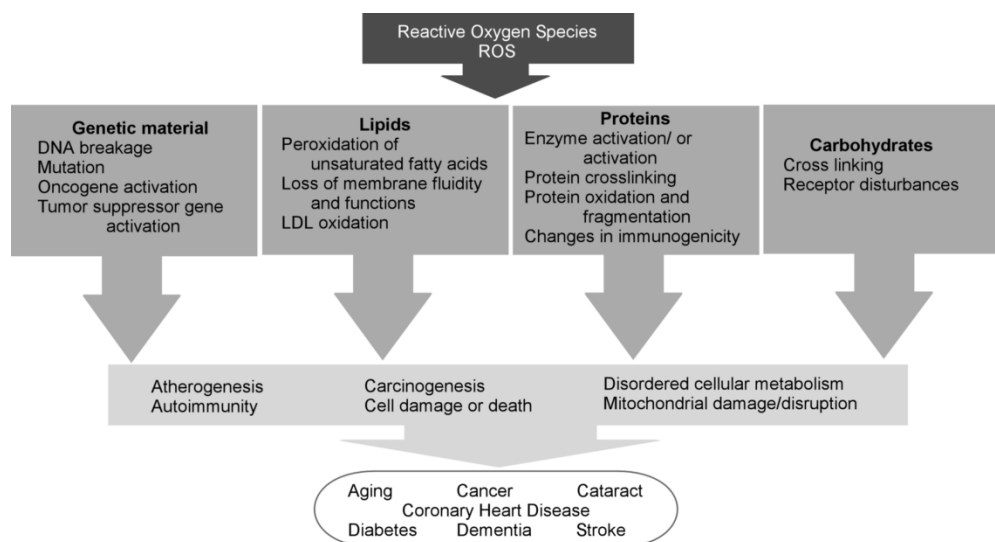 Reactive Oxygen Species
ROS
Genetic material
DNA breakage
Mutation
Oncogene activation
Tumor suppressor gene
activation
Lipids
Peroxidation of
unsaturated fatty acids
Loss of membrane fluidity
and functions
LDL oxidation
Proteins
Enzyme activation/ or
activation
Protein crosslinking
Protein oxidation and
fragmentation
Changes in immunogenicity
Carbohydrates
Cross linking
Receptor disturbances
Atherogenesis
Autoimmunity
Carcinogenesis
Cell damage or death
Disordered cellular metabolism
Mitochondrial damage/disruption
Aging Cancer Cataract
Coronary Heart Disease
Diabetes Dementia Stroke